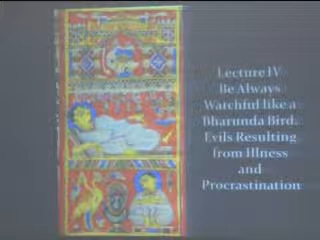 Lecture IV
Be Always
Watchful like a
Bharunda Bird.
Evils Resulting
from Illness
and
Procrastination